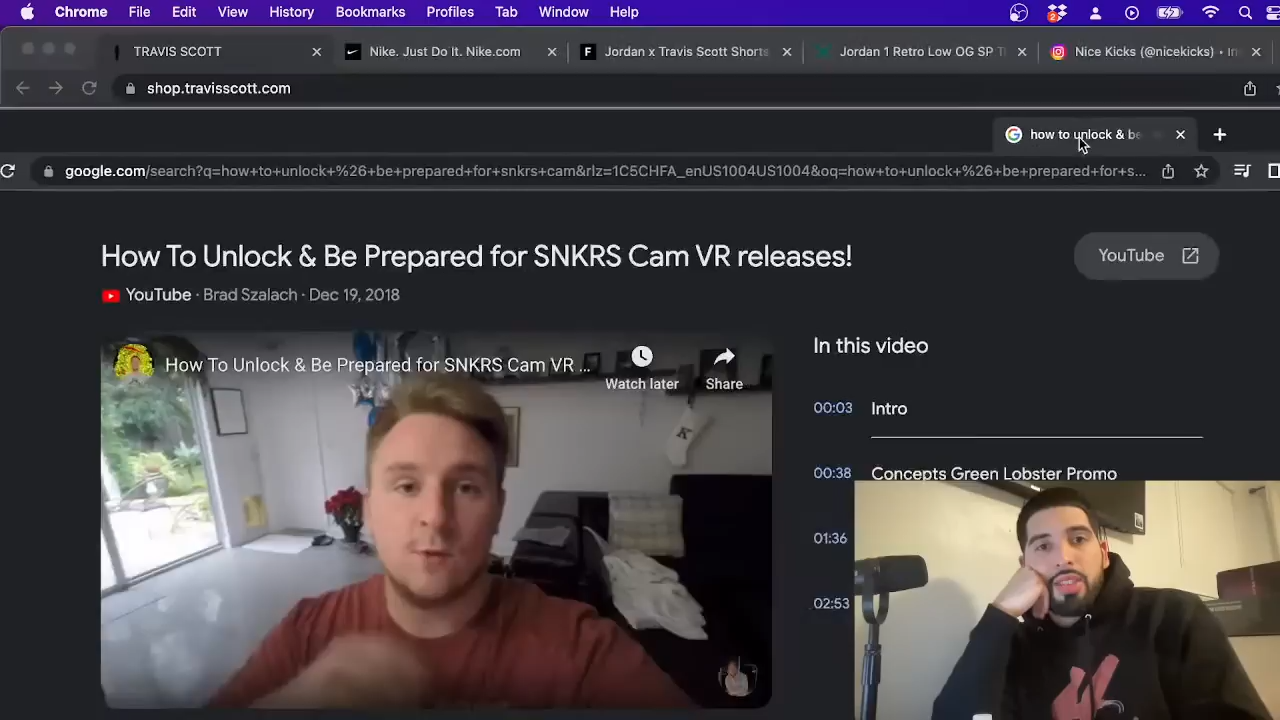 Chrome File Edit View History Bookmarks Profiles Tab Window Help
2
TRAVIS SCOTT
Nike. Just Do It. Nike.com
F Jordan x Travis Scott Shorts
Jordan 1 Retro Low OG SP T
Nice Kicks (@nicekicks) • In
shop.travisscott.com
how to unlock & be
google.com/search?q=how+to+unlock+%26+be+prepared+for+snkrs+cam&rlz=1C5CHFA_enUS1004US1004&oq=how+to+unlock+%26+be+prepared+for+s...
How To Unlock & Be Prepared for SNKRS Cam VR releases!
YouTube
YouTube · Brad Szalach · Dec 19, 2018
How To Unlock & Be Prepared for SNKRS Cam VR ...
Watch later
Share
K
In this video
00:03 Intro
00:38 Concepts Green Lobster Promo
01:36
02:53